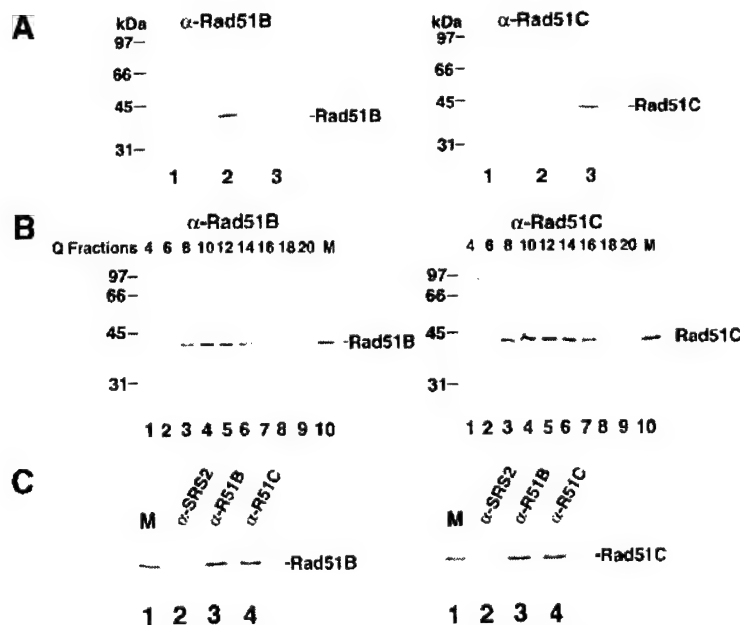 A
kDa
α-Rad51B
97-
66-
45-
31-
-Rad51B
1 2 3
kDa
α-Rad51C
97-
66-
45-
31-
-Rad51C
1 2 3
B
α-Rad51B
Q Fractions 4 6 8 10 12 14 16 18 20 M
97-
66-
45-
31-
-Rad51B
1 2 3 4 5 6 7 8 9 10
α-Rad51C
4 6 8 10 12 14 16 18 20 M
97-
66-
45-
31-
Rad51C
1 2 3 4 5 6 7 8 9 10
C
M α-SRS2 α-R51B α-R51C
-Rad51B
1 2 3 4
M α-SRS2 α-R51B α-R51C
-Rad51C
1 2 3 4